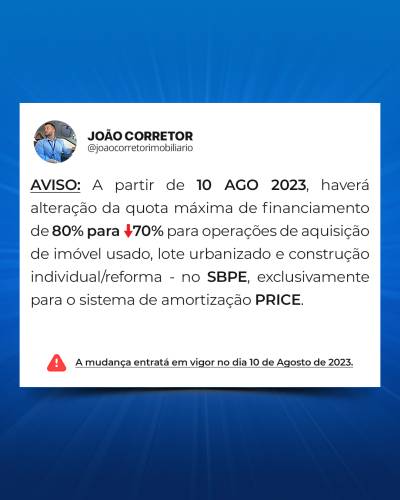 JOÃO CORRETOR
@joaocorretorimobiliario
AVISO: A partir de 10 AGO 2023, haverá
alteração da quota máxima de financiamento
de 80% para 70% para operações de aquisição
de imóvel usado, lote urbanizado e construção
individual/reforma - no SBPE, exclusivamente
para o sistema de amortização PRICE.
A mudança entratá em vigor no dia 10 de Agosto de 2023.